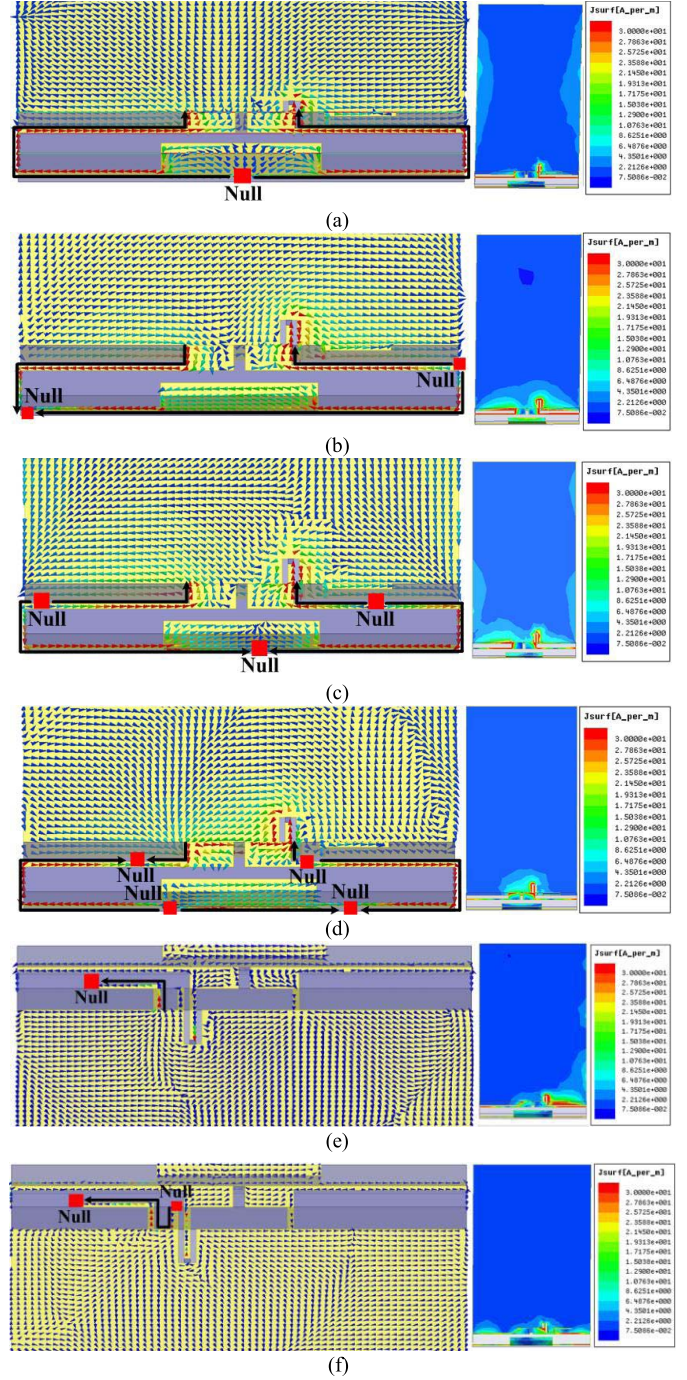 Jsurf[A_per_m]
3.0000e+001
2.7863e+001
2.5725e+001
2.3588e+001
2.1450e+001
1.9313e+001
1.7175e+001
1.5038e+001
1.2900e+001
1.0763e+001
8.6251e+000
6.4876e+000
4.3501e+000
2.2126e+000
7.5086e-002
Null
(a)
Jsurf[A_per_m]
3.0000e+001
2.7863e+001
2.5725e+001
2.3588e+001
2.1450e+001
1.9313e+001
1.7175e+001
1.5038e+001
1.2900e+001
1.0763e+001
8.6251e+000
6.4876e+000
4.3501e+000
2.2126e+000
7.5086e-002
Null
Null
(b)
Jsurf[A_per_m]
3.0000e+001
2.7863e+001
2.5725e+001
2.3588e+001
2.1450e+001
1.9313e+001
1.7175e+001
1.5038e+001
1.2900e+001
1.0763e+001
8.6251e+000
6.4876e+000
4.3501e+000
2.2126e+000
7.5086e-002
Null
Null
Null
(c)
Jsurf[A_per_m]
3.0000e+001
2.7863e+001
2.5725e+001
2.3588e+001
2.1450e+001
1.9313e+001
1.7175e+001
1.5038e+001
1.2900e+001
1.0763e+001
8.6251e+000
6.4876e+000
4.3501e+000
2.2126e+000
7.5086e-002
Null
Null
Null
Null
(d)
Jsurf[A_per_m]
3.0000e+001
2.7863e+001
2.5725e+001
2.3588e+001
2.1450e+001
1.9313e+001
1.7175e+001
1.5038e+001
1.2900e+001
1.0763e+001
8.6251e+000
6.4876e+000
4.3501e+000
2.2126e+000
7.5086e-002
Null
(e)
Jsurf[A_per_m]
3.0000e+001
2.7863e+001
2.5725e+001
2.3588e+001
2.1450e+001
1.9313e+001
1.7175e+001
1.5038e+001
1.2900e+001
1.0763e+001
8.6251e+000
6.4876e+000
4.3501e+000
2.2126e+000
7.5086e-002
Null
Null
(f)